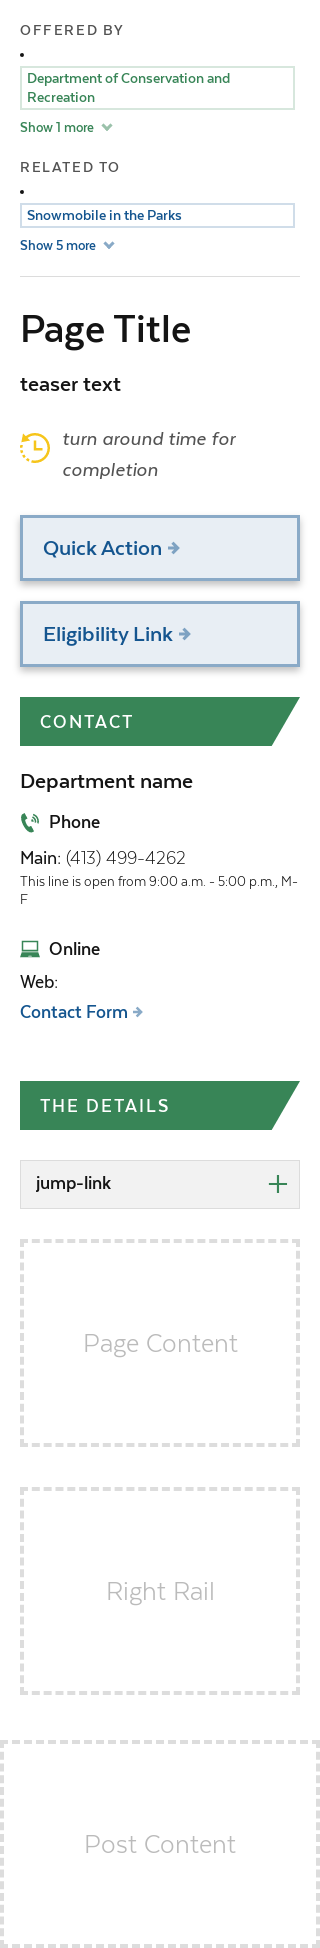 OFFERED BY
Department of Conservation and
Recreation
Show 1 more
RELATED TO
Snowmobile in the Parks
Show 5 more
Page Title
teaser text
turn around time for
completion
Quick Action
Eligibility Link
CONTACT
Department name
Phone
Main: (413) 499-4262
This line is open from 9:00 a.m. - 5:00 p.m., M-
F
Online
Web:
Contact Form
THE DETAILS
jump-link
Page Content
Right Rail
Post Content